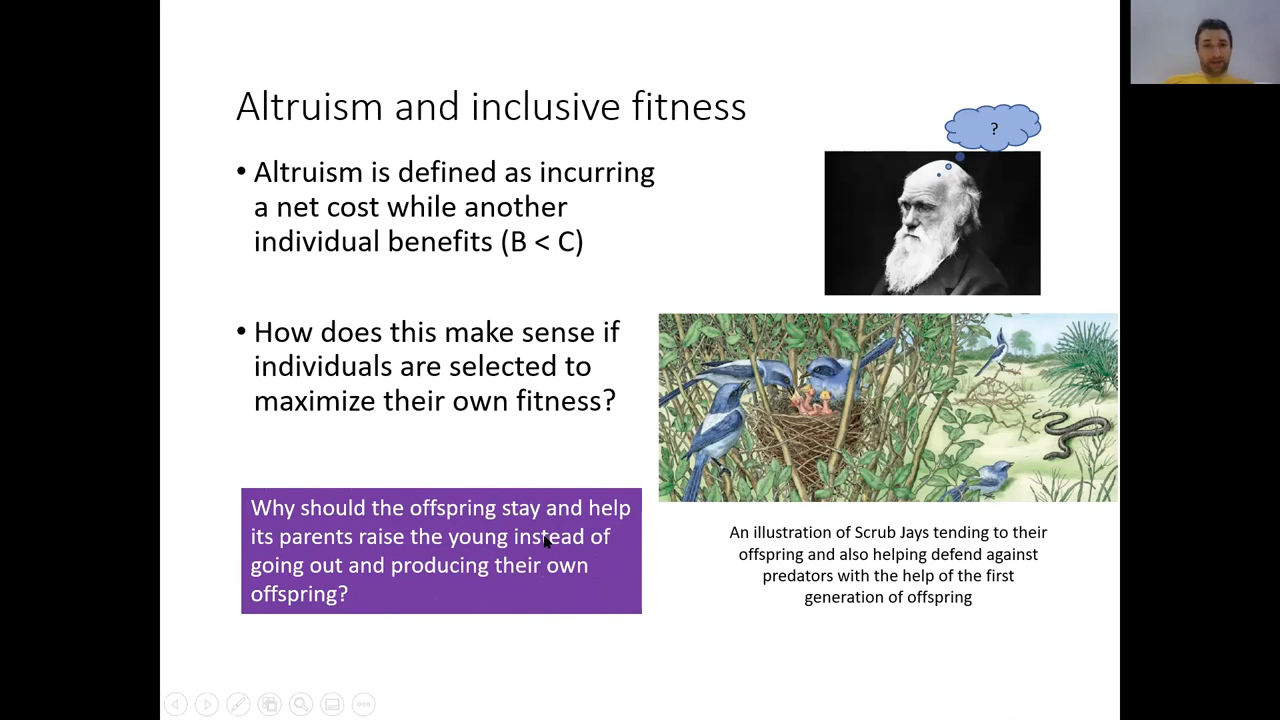 Altruism and inclusive fitness
?
• Altruism is defined as incurring
a net cost while another
individual benefits (B < C)
• How does this make sense if
individuals are selected to
maximize their own fitness?
Why should the offspring stay and help
its parents raise the young instead of
going out and producing their own
offspring?
An illustration of Scrub Jays tending to their
offspring and also helping defend against
predators with the help of the first
generation of offspring